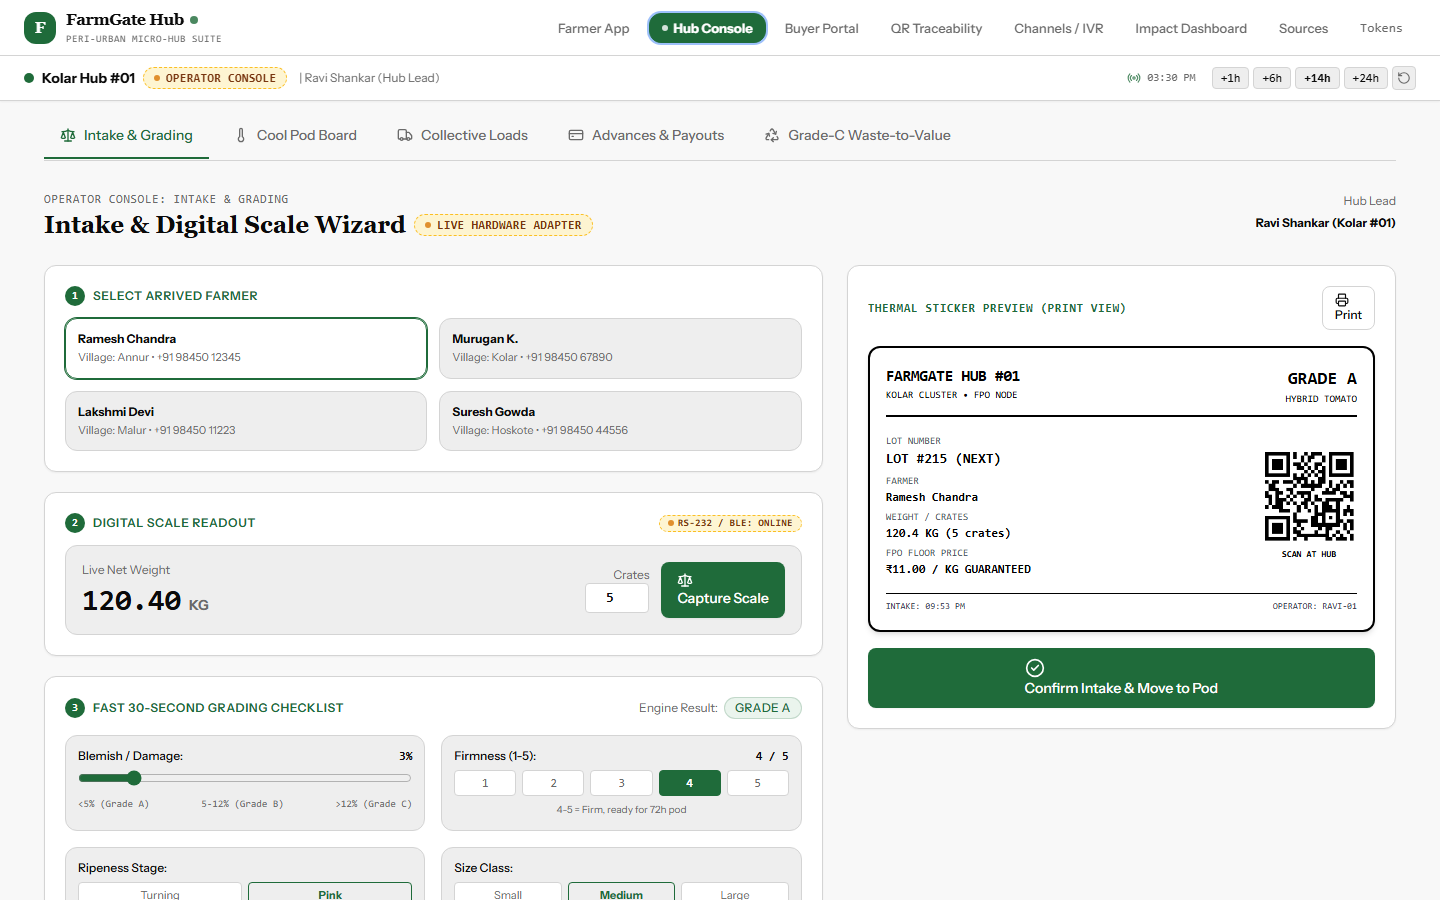 F
FarmGate Hub
PERI-URBAN MICRO-HUB SUITE
Farmer App
Hub Console
Buyer Portal
QR Traceability
Channels / IVR
Impact Dashboard
Sources
Tokens
Kolar Hub #01
OPERATOR CONSOLE
| Ravi Shankar (Hub Lead)
03:30 PM
+1h
+6h
+14h
+24h
Intake & Grading
Cool Pod Board
Collective Loads
Advances & Payouts
Grade-C Waste-to-Value
OPERATOR CONSOLE: INTAKE & GRADING
Intake & Digital Scale Wizard
LIVE HARDWARE ADAPTER
Hub Lead
Ravi Shankar (Kolar #01)
1 SELECT ARRIVED FARMER
Ramesh Chandra
Village: Annur • +91 98450 12345
Murugan K.
Village: Kolar • +91 98450 67890
Lakshmi Devi
Village: Malur • +91 98450 11223
Suresh Gowda
Village: Hoskote • +91 98450 44556
2 DIGITAL SCALE READOUT
RS-232 / BLE: ONLINE
Live Net Weight
120.40 KG
Crates
5
Capture Scale
3 FAST 30-SECOND GRADING CHECKLIST
Engine Result: GRADE A
Blemish / Damage: 3%
<5% (Grade A) 5-12% (Grade B) >12% (Grade C)
Firmness (1-5): 4 / 5
1 2 3 4 5
4-5 = Firm, ready for 72h pod
Ripeness Stage:
Turning Pink
Size Class:
Small Medium Large
THERMAL STICKER PREVIEW (PRINT VIEW)
Print
FARMGATE HUB #01
KOLAR CLUSTER • FPO NODE
GRADE A
HYBRID TOMATO
LOT NUMBER
LOT #215 (NEXT)
FARMER
Ramesh Chandra
WEIGHT / CRATES
120.4 KG (5 crates)
FPO FLOOR PRICE
₹11.00 / KG GUARANTEED
SCAN AT HUB
INTAKE: 09:53 PM
OPERATOR: RAVI-01
Confirm Intake & Move to Pod